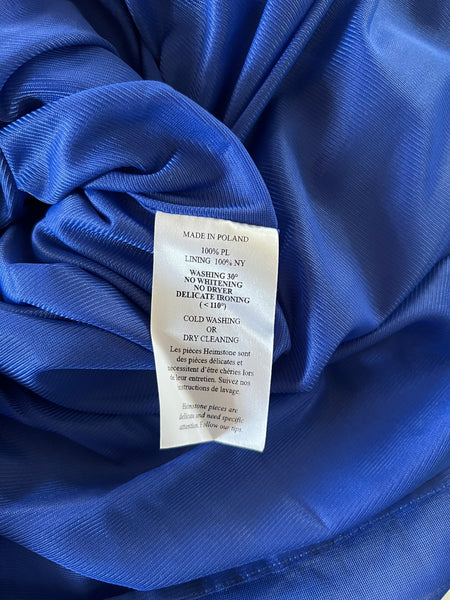 MADE IN POLAND
100% PL
LINING 100% NY
WASHING 30°
NO WHITENING
NO DRYER
DELICATE IRONING
( < 110°)
COLD WASHING
OR
DRY CLEANING
Les pièces Heimstone sont
des pièces délicates et
nécessitent d'être chéries lors
de leur entretien. Suivez nos
instructions de lavage.
Heimstone pieces are
delicate and need specific
attention. Follow our tips.